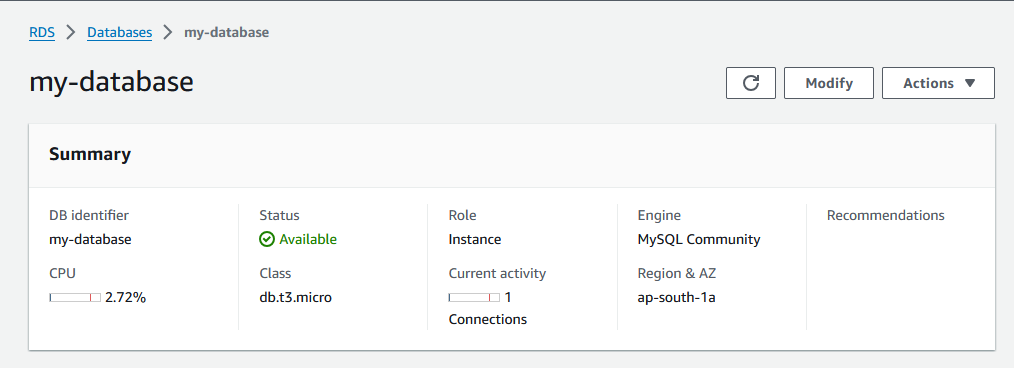 RDS > Databases > my-database
my-database
Modify
Actions
Summary
DB identifier
my-database
Status
Available
Role
Instance
Engine
MySQL Community
Recommendations
CPU
2.72%
Class
db.t3.micro
Current activity
1
Connections
Region & AZ
ap-south-1a